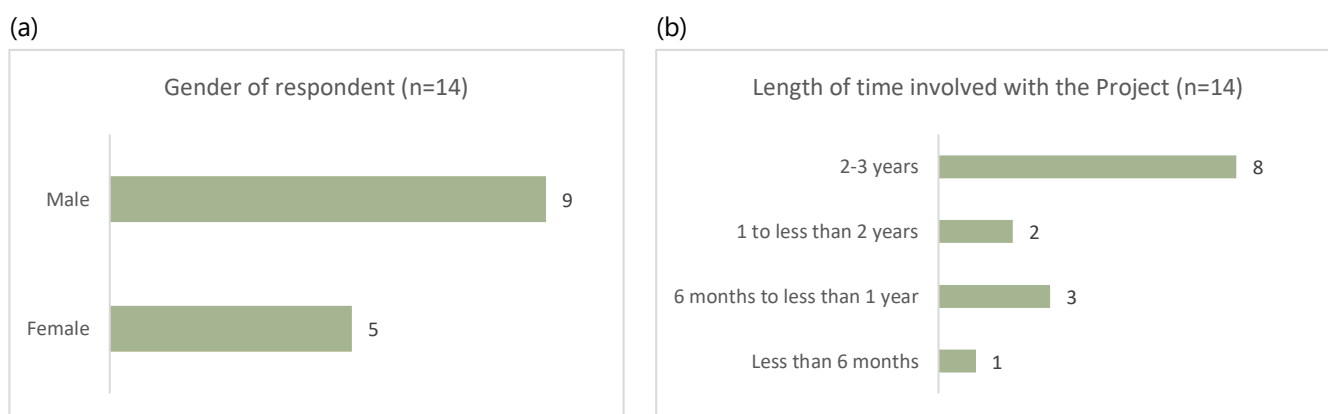 (a)
Gender of respondent (n=14)
Male
9
Female
5
(b)
Length of time involved with the Project (n=14)
2-3 years
8
1 to less than 2 years
2
6 months to less than 1 year
3
Less than 6 months
1